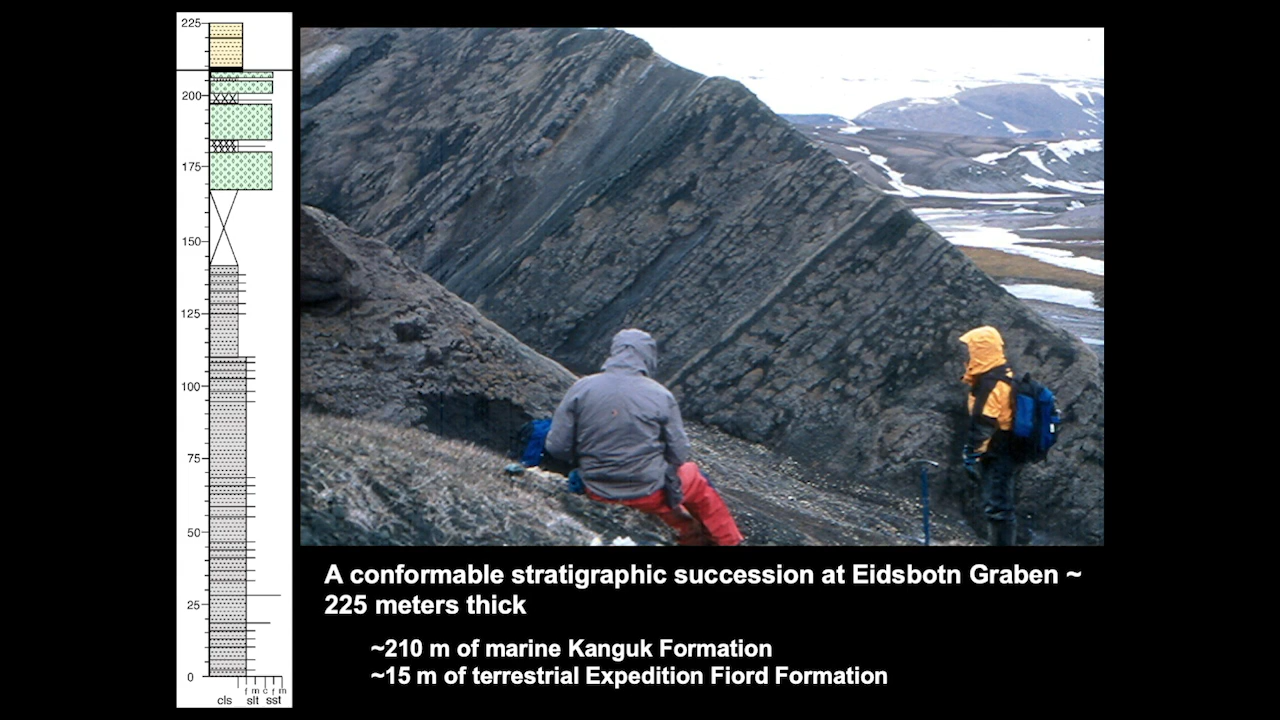 225
200
175
150
125
100
75
50
25
0
f m c f m
cls slt sst
A conformable stratigraphic succession at Eidsbotn Graben ~
225 meters thick
~210 m of marine Kanguk Formation
~15 m of terrestrial Expedition Fiord Formation